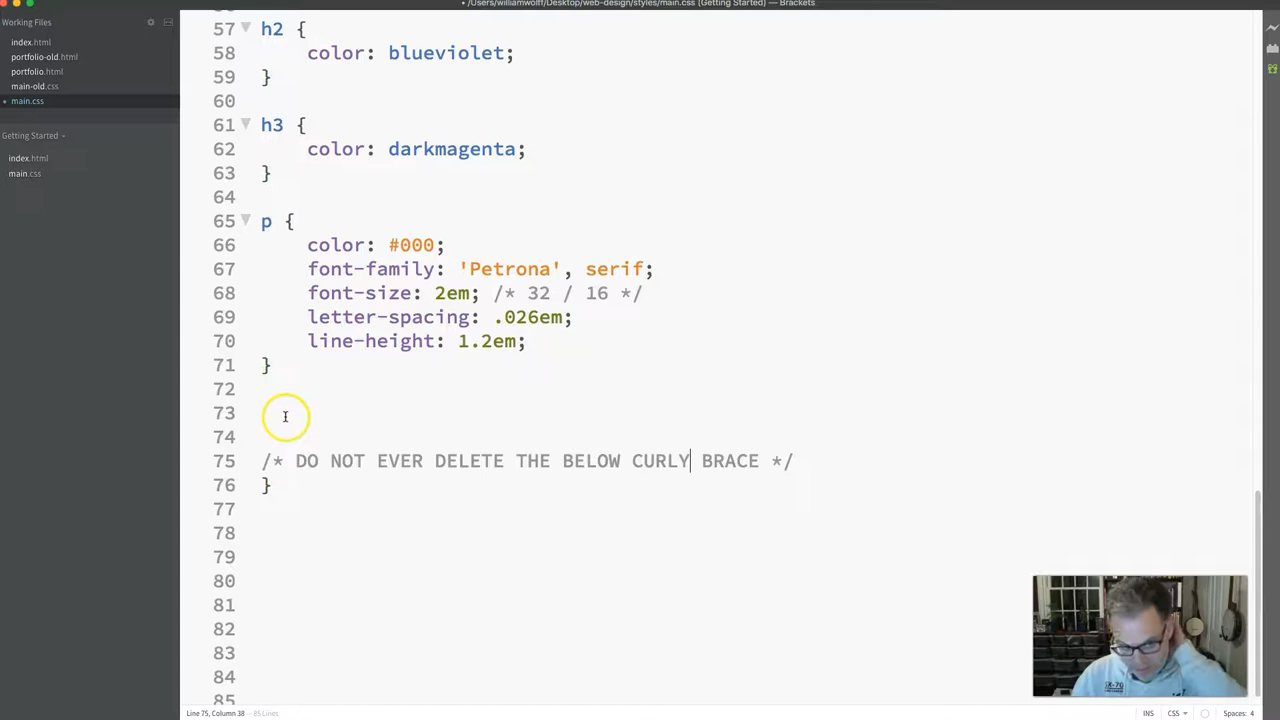 • /Users/williamwolff/Desktop/web-design/styles/main.css (Getting Started) — Brackets
Working Files
index.html
portfolio-old.html
portfolio.html
main-old.css
• main.css
Getting Started
index.html
main.css
57 h2 {
58 color: blueviolet;
59 }
60
61 h3 {
62 color: darkmagenta;
63 }
64
65 p {
66 color: #000;
67 font-family: 'Petrona', serif;
68 font-size: 2em; /* 32 / 16 */
69 letter-spacing: .026em;
70 line-height: 1.2em;
71 }
72
73
74
75 /* DO NOT EVER DELETE THE BELOW CURLY BRACE */
76 }
77
78
79
80
81
82
83
84
85
Line 75, Column 38 — 85 Lines
INS CSS Spaces: 4